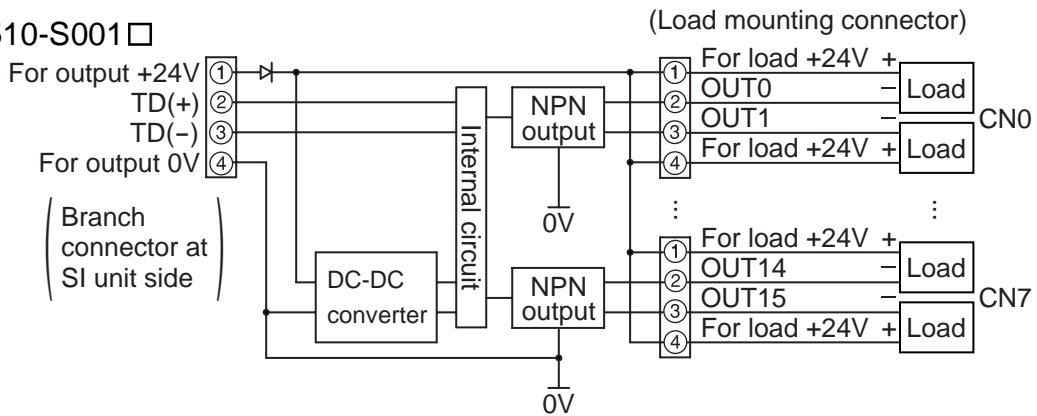 510-S001□
(Load mounting connector)
For output +24V ①
TD(+) ②
TD(−) ③
For output 0V ④
Branch
connector at
SI unit side
Internal circuit
DC-DC
converter
NPN
output
0V
NPN
output
0V
① For load +24V +
② OUT0 −
Load
③ OUT1 −
④ For load +24V +
Load
CN0
⋮
⋮
① For load +24V +
② OUT14 −
Load
③ OUT15 −
④ For load +24V +
Load
CN7